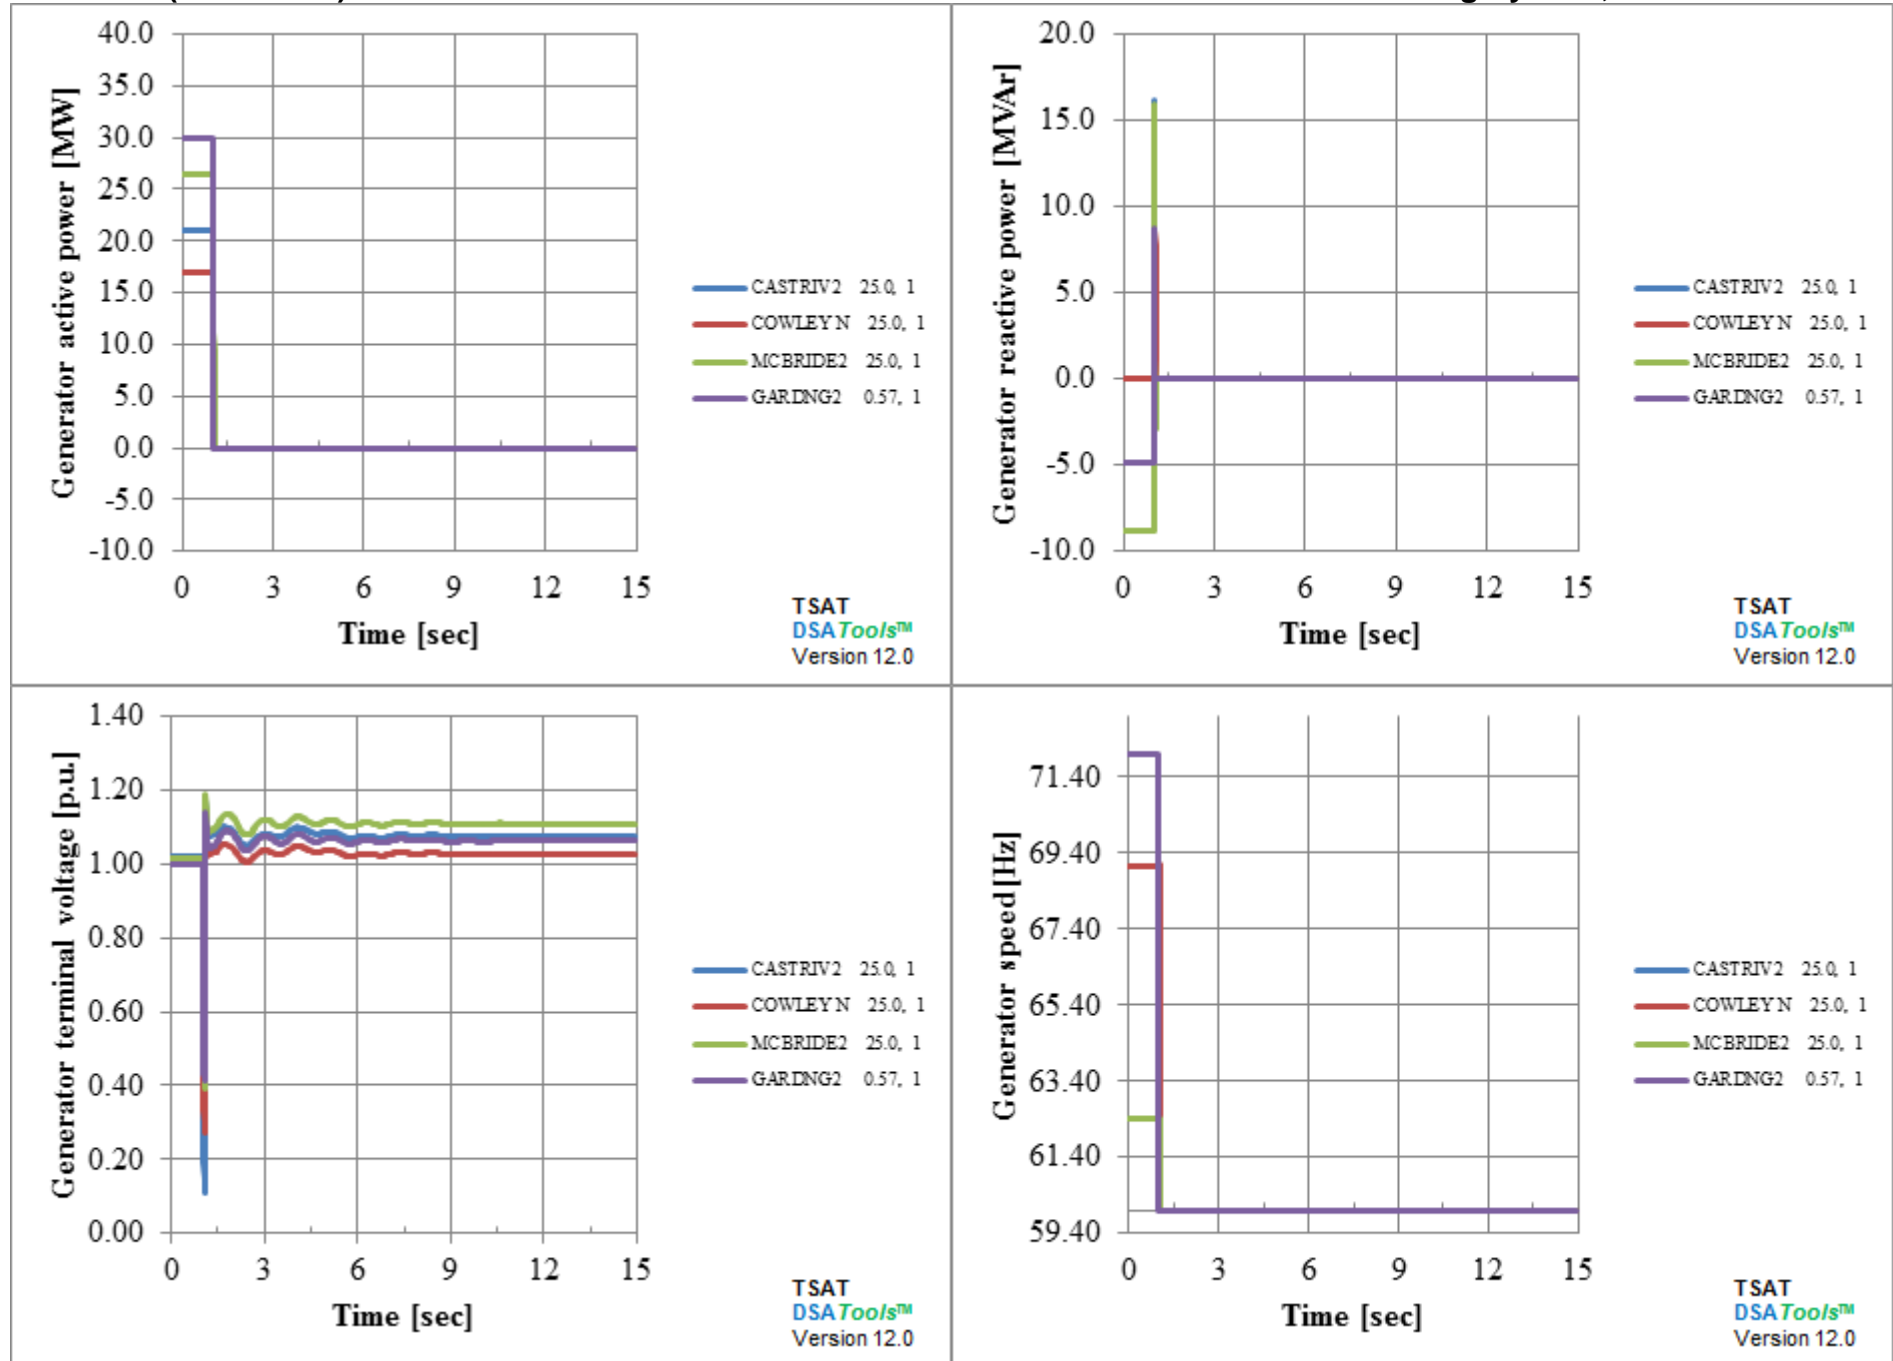 40.0
35.0
30.0
25.0
20.0
15.0
10.0
5.0
0.0
-5.0
-10.0
Generator active power [MW]
0 3 6 9 12 15
Time [sec]
CASTRIV2 25.0, 1
COWLEY N 25.0, 1
MCBRIDE2 25.0, 1
GARDNG2 0.57, 1
TSAT
DSATools™
Version 12.0
20.0
15.0
10.0
5.0
0.0
-5.0
-10.0
Generator reactive power [MVAr]
0 3 6 9 12 15
Time [sec]
CASTRIV2 25.0, 1
COWLEY N 25.0, 1
MCBRIDE2 25.0, 1
GARDNG2 0.57, 1
TSAT
DSATools™
Version 12.0
1.40
1.20
1.00
0.80
0.60
0.40
0.20
0.00
Generator terminal voltage [p.u.]
0 3 6 9 12 15
Time [sec]
CASTRIV2 25.0, 1
COWLEY N 25.0, 1
MCBRIDE2 25.0, 1
GARDNG2 0.57, 1
TSAT
DSATools™
Version 12.0
71.40
69.40
67.40
65.40
63.40
61.40
59.40
Generator speed [Hz]
0 3 6 9 12 15
Time [sec]
CASTRIV2 25.0, 1
COWLEY N 25.0, 1
MCBRIDE2 25.0, 1
GARDNG2 0.57, 1
TSAT
DSATools™
Version 12.0